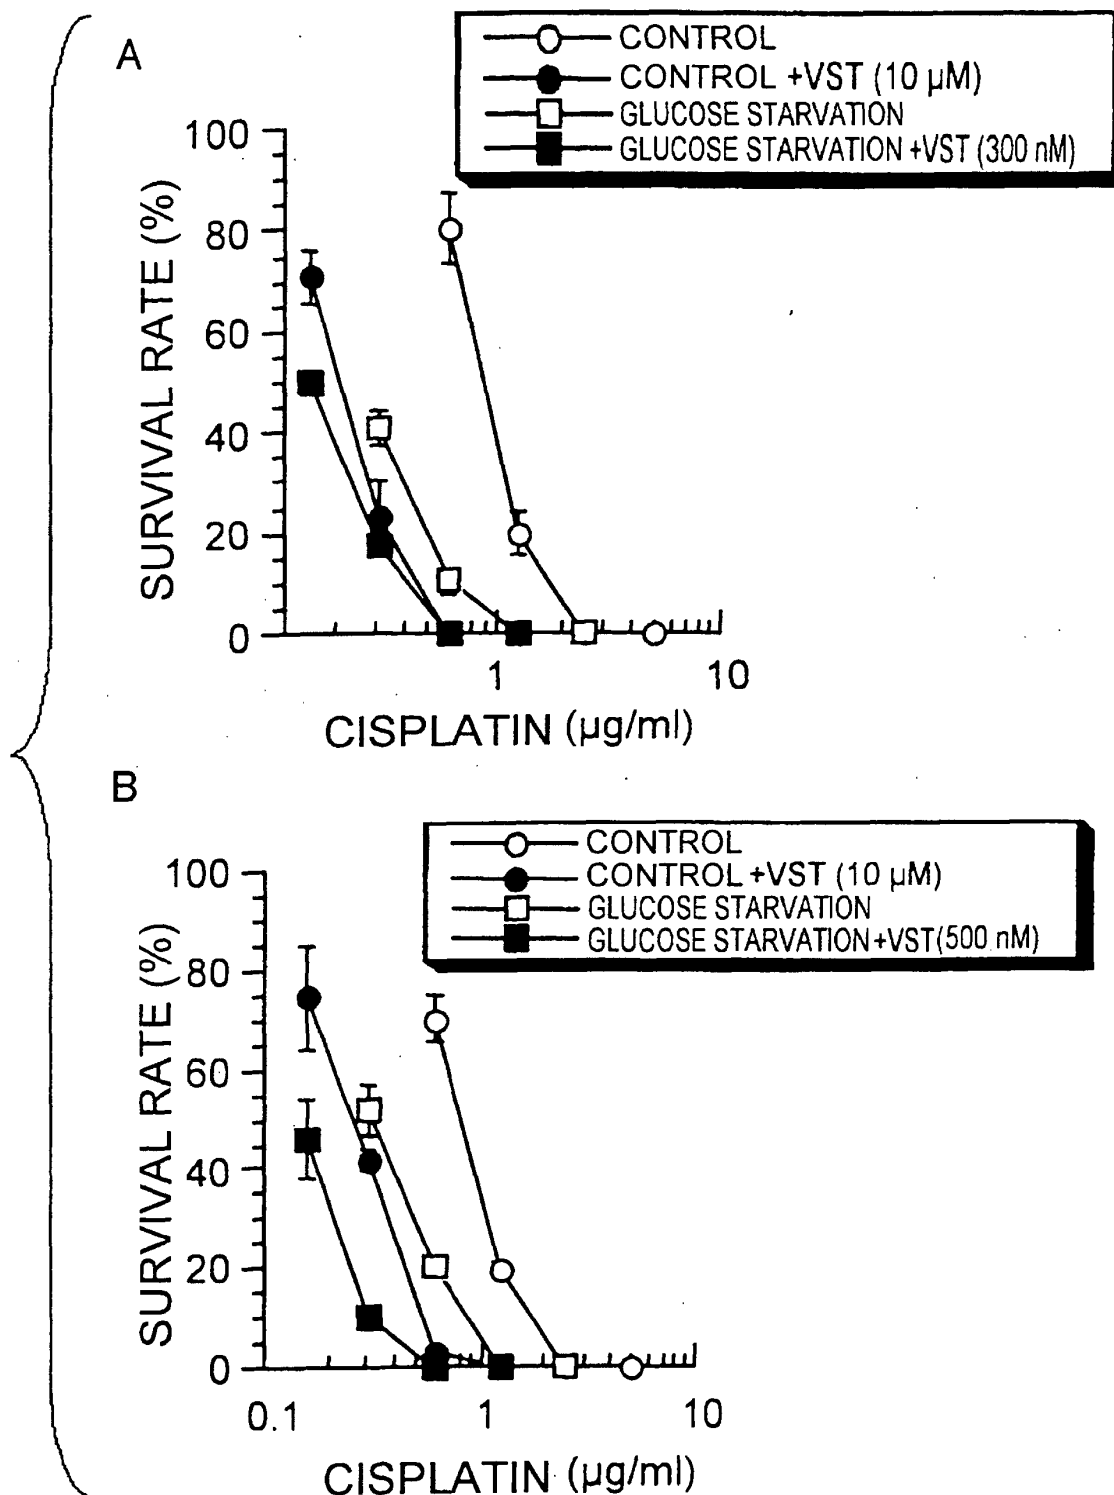 A
CONTROL
CONTROL +VST (10 µM)
GLUCOSE STARVATION
GLUCOSE STARVATION +VST (300 nM)
100
80
60
40
20
0
SURVIVAL RATE (%)
1
10
CISPLATIN (µg/ml)
B
CONTROL
CONTROL +VST (10 µM)
GLUCOSE STARVATION
GLUCOSE STARVATION+VST(500 nM)
100
80
60
40
20
0
SURVIVAL RATE (%)
0.1
1
10
CISPLATIN (µg/ml)